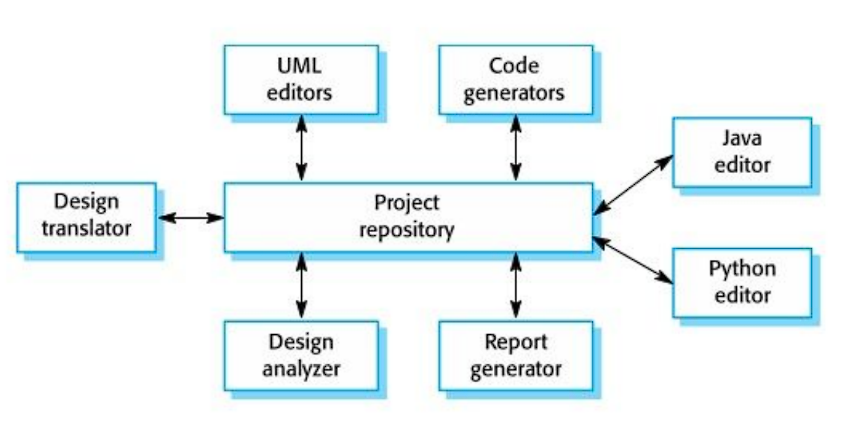 UML
editors
Code
generators
Java
editor
Design
translator
Project
repository
Python
editor
Design
analyzer
Report
generator